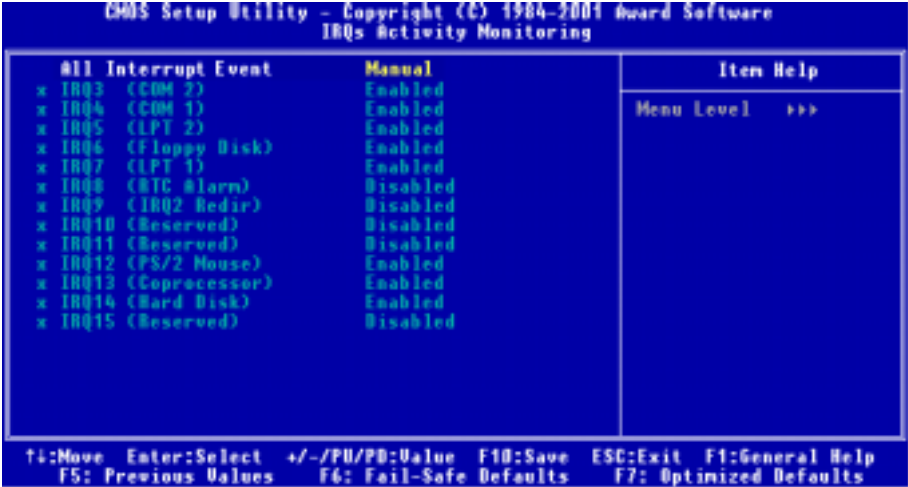 CMOS Setup Utility - Copyright (C) 1984-2001 Award Software
IRQs Activity Monitoring
All Interrupt Event Manual
x IRQ3 (COM 2) Enabled
x IRQ4 (COM 1) Enabled
x IRQ5 (LPT 2) Enabled
x IRQ6 (Floppy Disk) Enabled
x IRQ7 (LPT 1) Enabled
x IRQ8 (RTC Alarm) Disabled
x IRQ9 (IRQ2 Redir) Disabled
x IRQ10 (Reserved) Disabled
x IRQ11 (Reserved) Disabled
x IRQ12 (PS/2 Mouse) Enabled
x IRQ13 (Coprocessor) Enabled
x IRQ14 (Hard Disk) Enabled
x IRQ15 (Reserved) Disabled
Item Help
Menu Level ▸▸▸
↑↓:Move Enter:Select +/-/PU/PD:Value F10:Save ESC:Exit F1:General Help
F5: Previous Values F6: Fail-Safe Defaults F7: Optimized Defaults